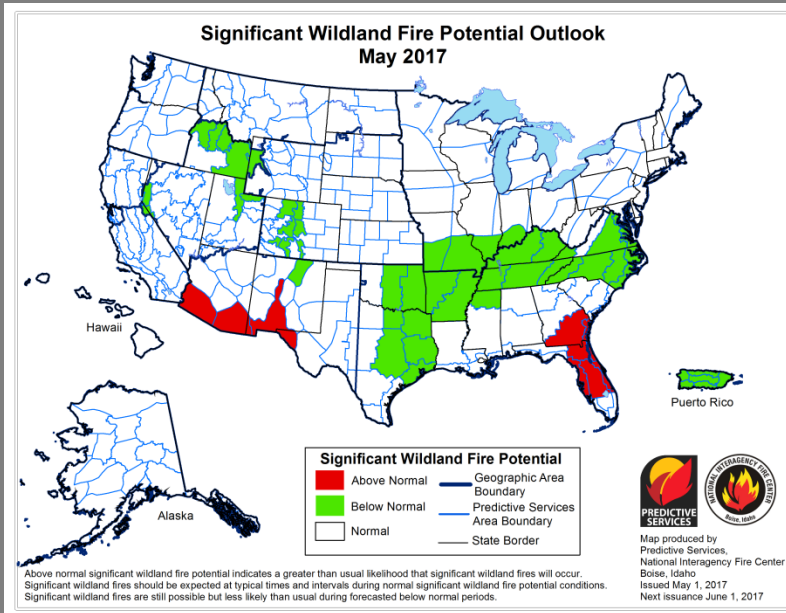 Significant Wildland Fire Potential Outlook
May 2017
Hawaii
Puerto Rico
Alaska
Significant Wildland Fire Potential
Above Normal
Below Normal
Normal
Geographic Area
Boundary
Predictive Services
Area Boundary
State Border
PREDICTIVE
SERVICES
NATIONAL INTERAGENCY FIRE CENTER
Boise, Idaho
Map produced by
Predictive Services,
National Interagency Fire Center
Boise, Idaho
Issued May 1, 2017
Next issuance June 1, 2017
Above normal significant wildland fire potential indicates a greater than usual likelihood that significant wildland fires will occur.
Significant wildland fires should be expected at typical times and intervals during normal significant wildland fire potential conditions.
Significant wildland fires are still possible but less likely than usual during forecasted below normal periods.